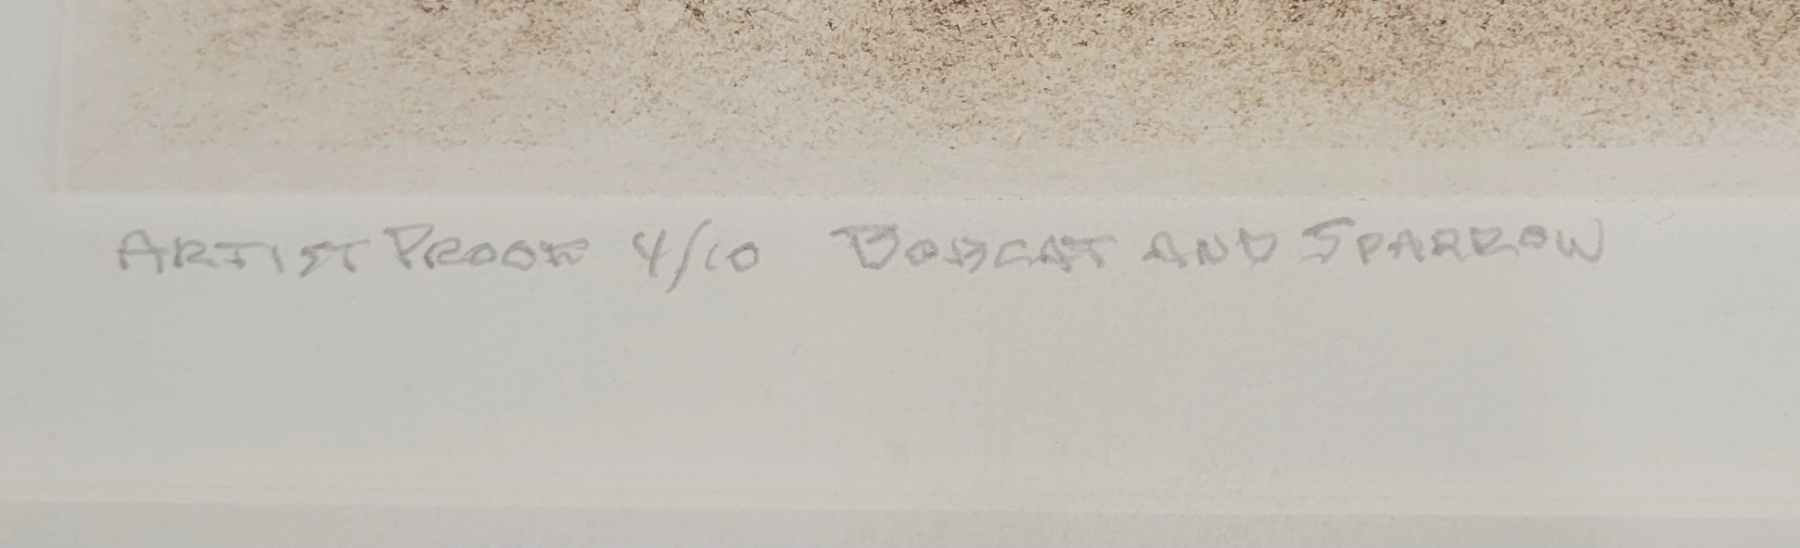 ARTIST PROOF 4/10 BOBCAT AND SPARROW